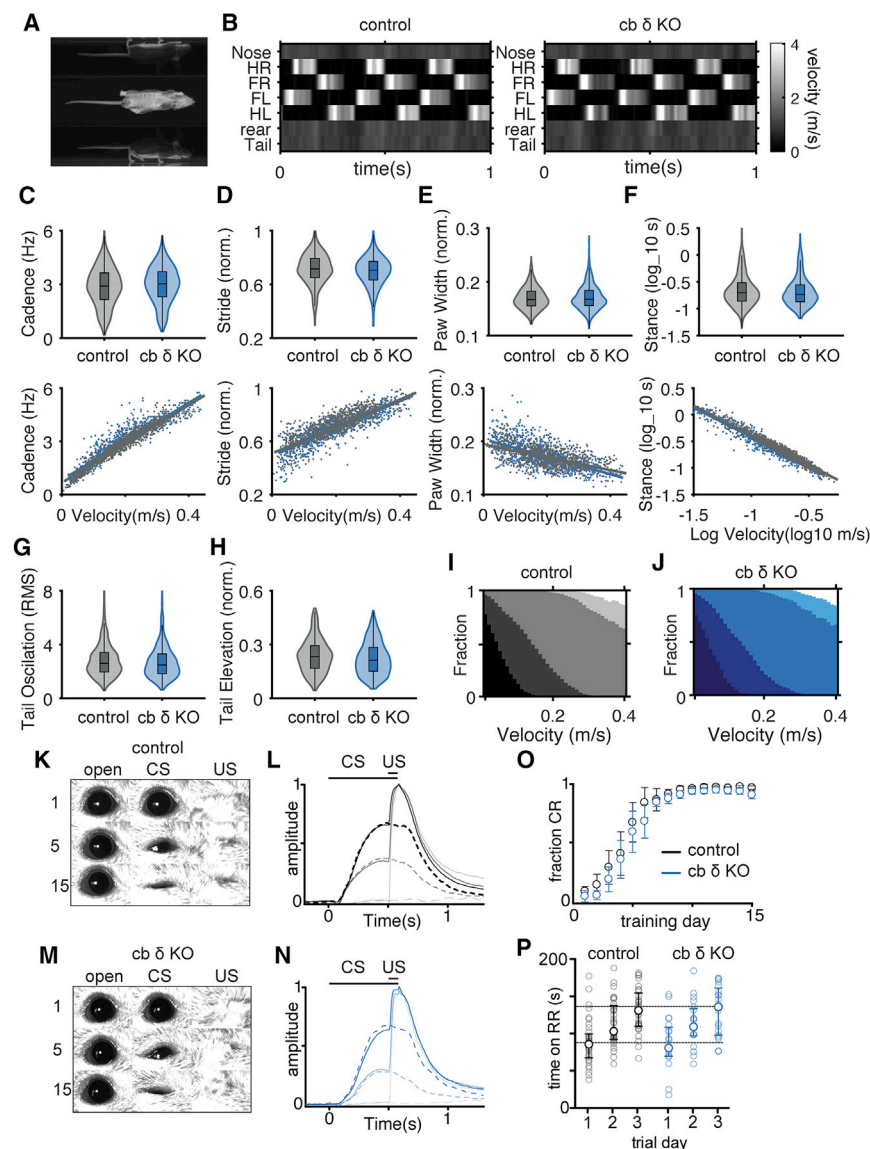 A
B
control
cb δ KO
Nose
HR
FR
FL
HL
rear
Tail
0
1
time(s)
Nose
HR
FR
FL
HL
rear
Tail
0
1
time(s)
4
2
0
velocity (m/s)
C
D
E
F
Cadence (Hz)
6
3
0
control cb δ KO
Stride (norm.)
1
0.6
0.2
control cb δ KO
Paw Width (norm.)
0.3
0.2
0.1
control cb δ KO
Stance (log_10 s)
0.5
0
-0.5
-1
-1.5
control cb δ KO
Cadence (Hz)
6
3
0
0 Velocity(m/s) 0.4
Stride (norm.)
1
0.6
0.2
0 Velocity(m/s) 0.4
Paw Width (norm.)
0.3
0.2
0.1
0 Velocity(m/s) 0.4
Stance (log_10 s)
0.5
0
-0.5
-1
-1.5
-1.5 -1 -0.5
Log Velocity(log10 m/s)
G
H
I
J
Tail Oscilation (RMS)
8
4
0
control cb δ KO
Tail Elevation (norm.)
0.6
0.3
0
control cb δ KO
control
Fraction
1
0
0.2 0.4
Velocity (m/s)
cb δ KO
Fraction
1
0
0.2 0.4
Velocity (m/s)
K
control
open CS US
1
5
15
L
CS US
amplitude
1
0
0 1
Time(s)
O
fraction CR
1
0
0 15
training day
control
cb δ KO
M
cb δ KO
open CS US
1
5
15
N
CS US
amplitude
1
0
0 1
Time(s)
P
control cb δ KO
time on RR (s)
200
0
1 2 3 1 2 3
trial day